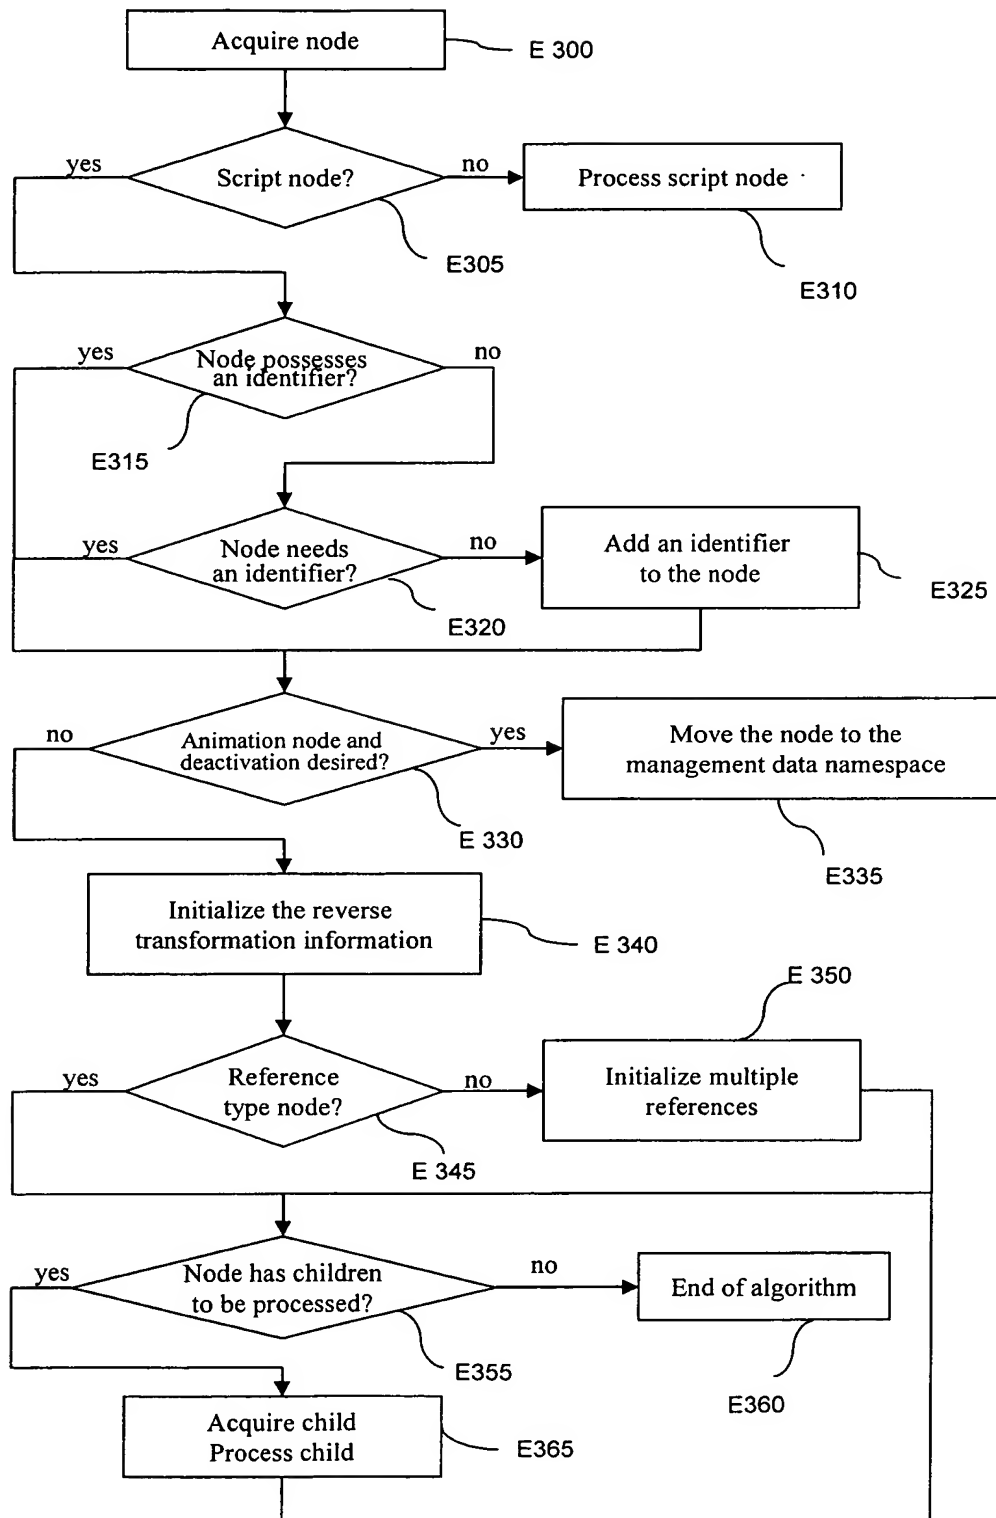 Acquire node
E 300
yes
Script node?
no
Process script node
E305
E310
yes
Node possesses
an identifier?
no
E315
yes
Node needs
an identifier?
no
Add an identifier
to the node
E325
E320
no
Animation node and
deactivation desired?
yes
Move the node to the
management data namespace
E 330
E335
Initialize the reverse
transformation information
E 340
E 350
yes
Reference
type node?
no
Initialize multiple
references
E 345
yes
Node has children
to be processed?
no
End of algorithm
E355
E360
Acquire child
Process child
E365